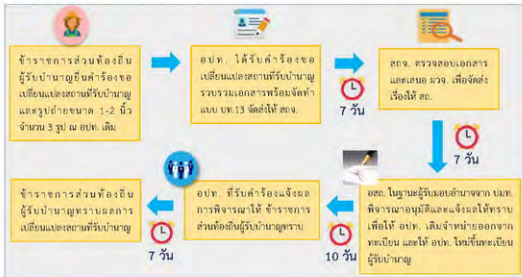 ข้าราชการส่วนท้องถิ่น
ผู้รับบำนาญยื่นคำร้องขอ
เปลี่ยนแปลงสถานที่รับบำนาญ
และรูปถ่ายขนาด 1-2 นิ้ว
จำนวน 3 รูป ณ อปท. เดิม
อปท. ได้รับคำร้องขอ
เปลี่ยนแปลงสถานที่รับบำนาญ
รวบรวมเอกสารพร้อมจัดทำ
แบบ บท.13 จัดส่งให้ สถจ.
7 วัน
สถจ. ตรวจสอบเอกสาร
และเสนอ ผวจ. เพื่อจัดส่ง
เรื่องให้ สถ.
7 วัน
อสถ. ในฐานะผู้รับมอบอำนาจจาก ปมท.
พิจารณาอนุมัติและแจ้งผลให้ทราบ
เพื่อให้ อปท. เดิมจำหน่ายออกจาก
ทะเบียน และให้ อปท. ใหม่ขึ้นทะเบียน
ผู้รับบำนาญ
10 วัน
อปท. ที่รับคำร้องแจ้งผล
การพิจารณาให้ ข้าราชการ
ส่วนท้องถิ่นผู้รับบำนาญทราบ
7 วัน
ข้าราชการส่วนท้องถิ่น
ผู้รับบำนาญทราบผลการ
เปลี่ยนแปลงสถานที่รับบำนาญ